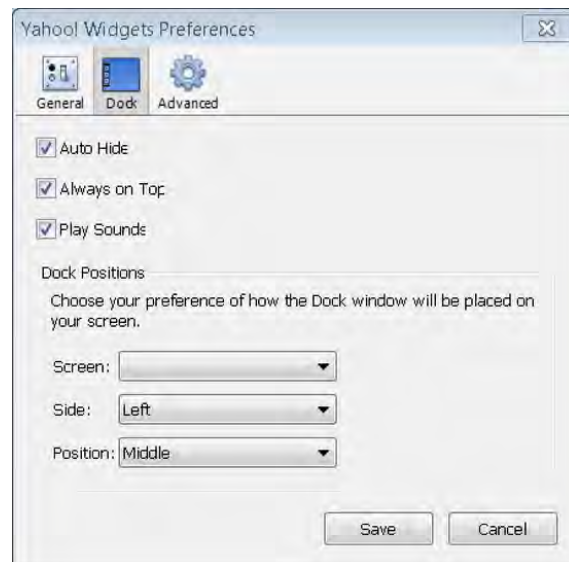 Yahoo! Widgets Preferences
General Dock Advanced
Auto Hide
Always on Top
Play Sounds
Dock Positions
Choose your preference of how the Dock window will be placed on
your screen.
Screen:
Side: Left
Position: Middle
Save Cancel